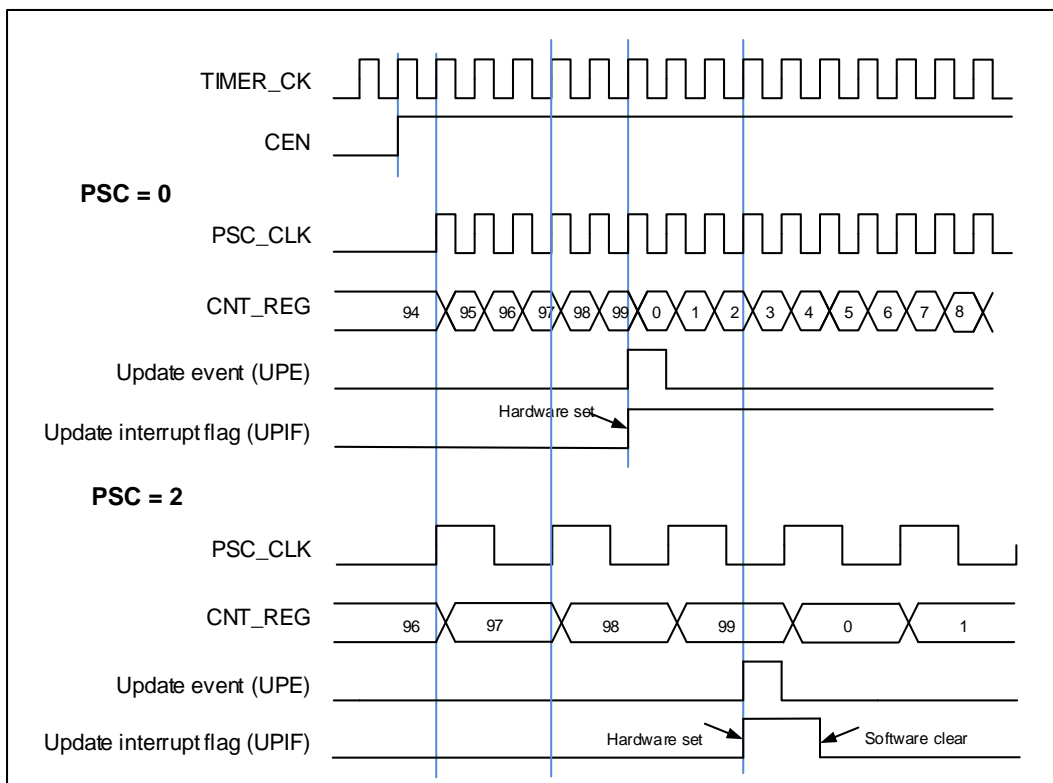 TIMER_CK
CEN
PSC = 0
PSC_CLK
CNT_REG 94 95 96 97 98 99 0 1 2 3 4 5 6 7 8
Update event (UPE)
Hardware set
Update interrupt flag (UPIF)
PSC = 2
PSC_CLK
CNT_REG 96 97 98 99 0 1
Update event (UPE)
Update interrupt flag (UPIF) Hardware set Software clear